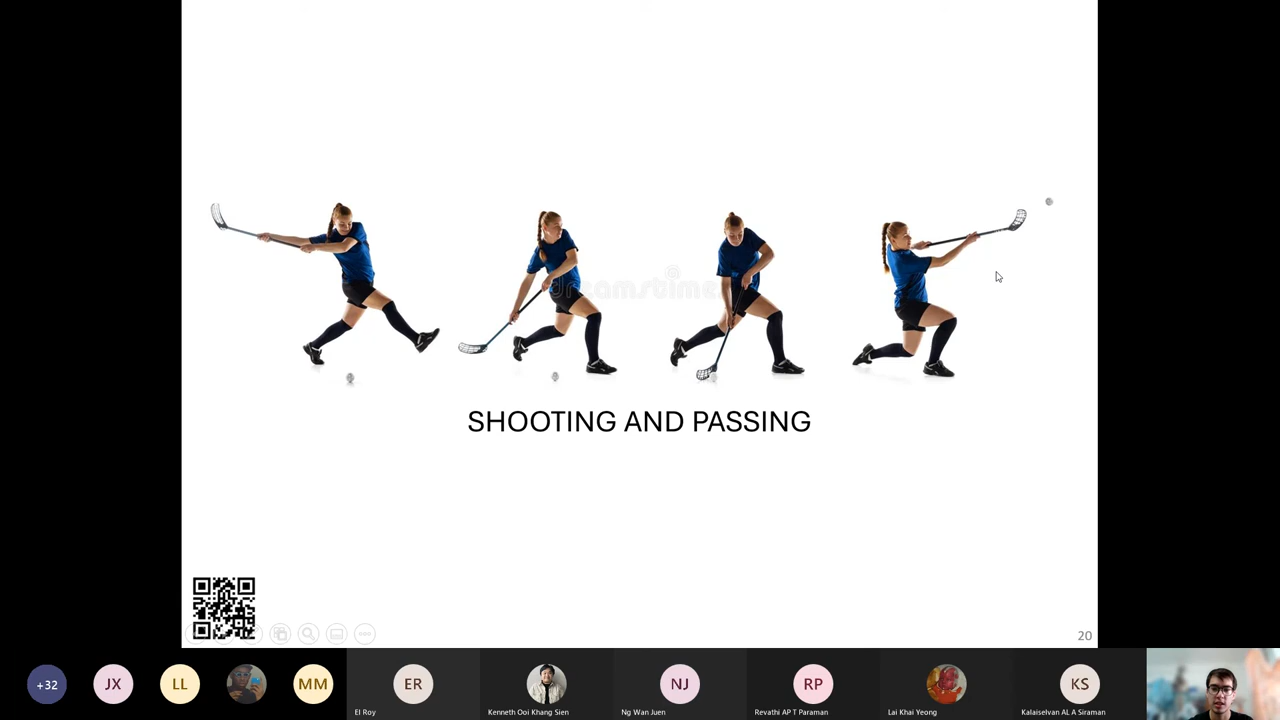 dreamstime
SHOOTING AND PASSING
20
+32
JX
LL
MM
ER
NJ
RP
KS
El Roy
Kenneth Ooi Khang Sien
Ng Wan Juen
Revathi AP T Paraman
Lai Khai Yeong
Kalaiselvan AL A Siraman